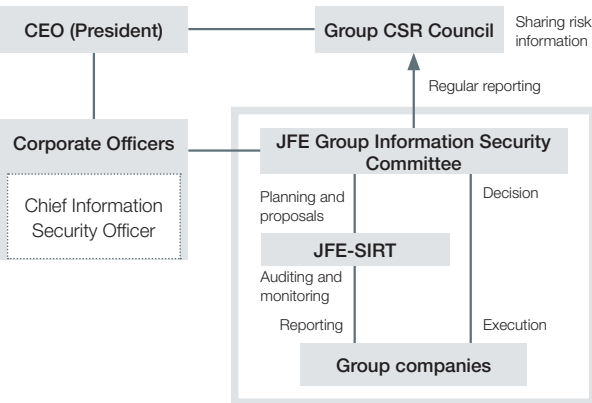 CEO (President)
Group CSR Council
Sharing risk
information
Regular reporting
Corporate Officers
Chief Information
Security Officer
JFE Group Information Security
Committee
Planning and
proposals
Decision
JFE-SIRT
Auditing and
monitoring
Reporting
Execution
Group companies